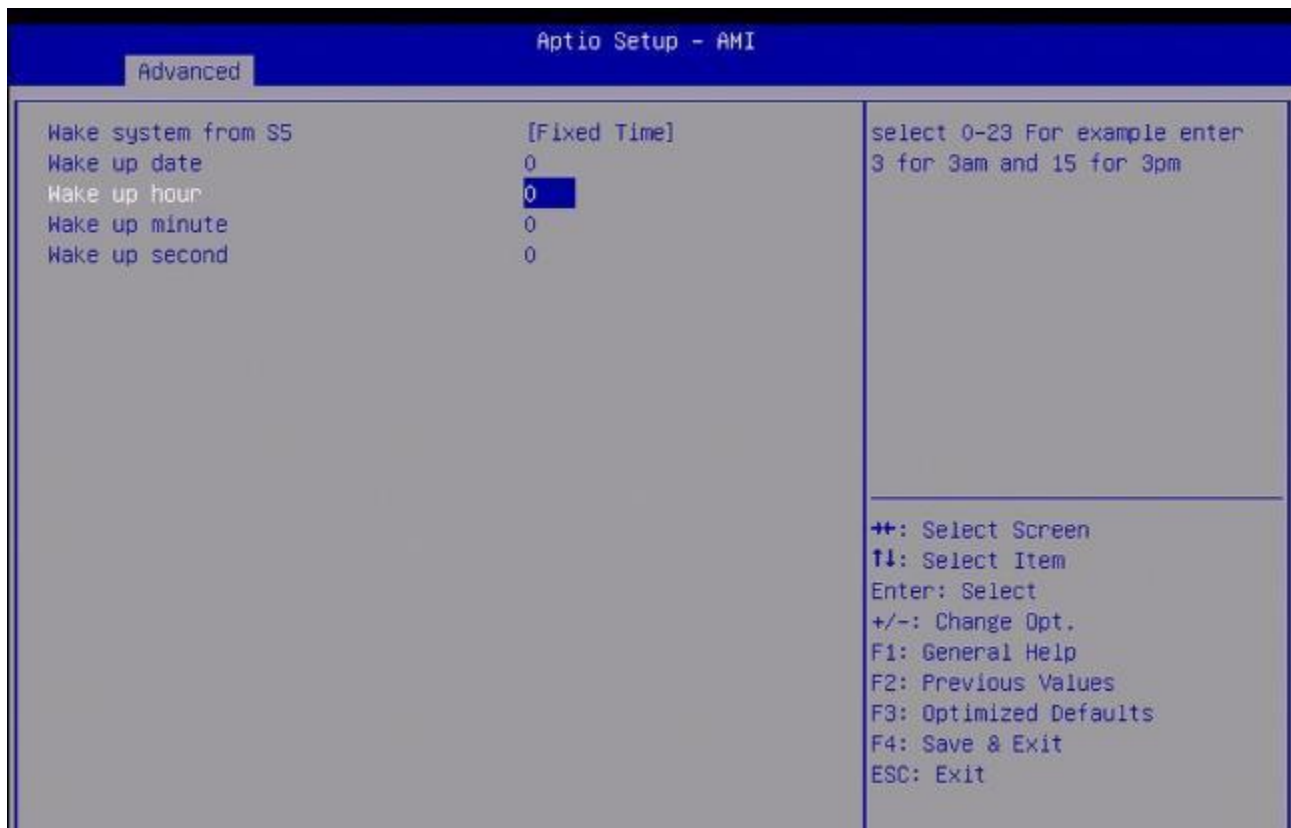 Aptio Setup - AMI
Advanced
Wake system from S5 [Fixed Time]
Wake up date 0
Wake up hour 0
Wake up minute 0
Wake up second 0
select 0-23 For example enter
3 for 3am and 15 for 3pm
→←: Select Screen
↑↓: Select Item
Enter: Select
+/-: Change Opt.
F1: General Help
F2: Previous Values
F3: Optimized Defaults
F4: Save & Exit
ESC: Exit